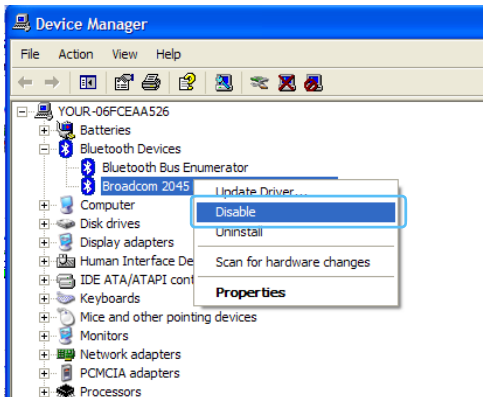 Device Manager
File Action View Help
YOUR-06FCEAA526
Batteries
Bluetooth Devices
Bluetooth Bus Enumerator
Broadcom 2045
Update Driver...
Computer
Disable
Disk drives
Uninstall
Display adapters
Human Interface De
Scan for hardware changes
IDE ATA/ATAPI cont
Keyboards
Properties
Mice and other pointing devices
Monitors
Network adapters
PCMCIA adapters
Processors